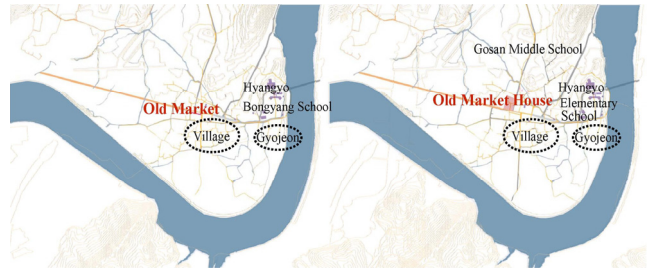 Hyangyo
Old Market
Bongyang School
Village
Gyojeon
Gosan Middle School
Hyangyo
Old Market House
Elementary
School
Village
Gyojeon